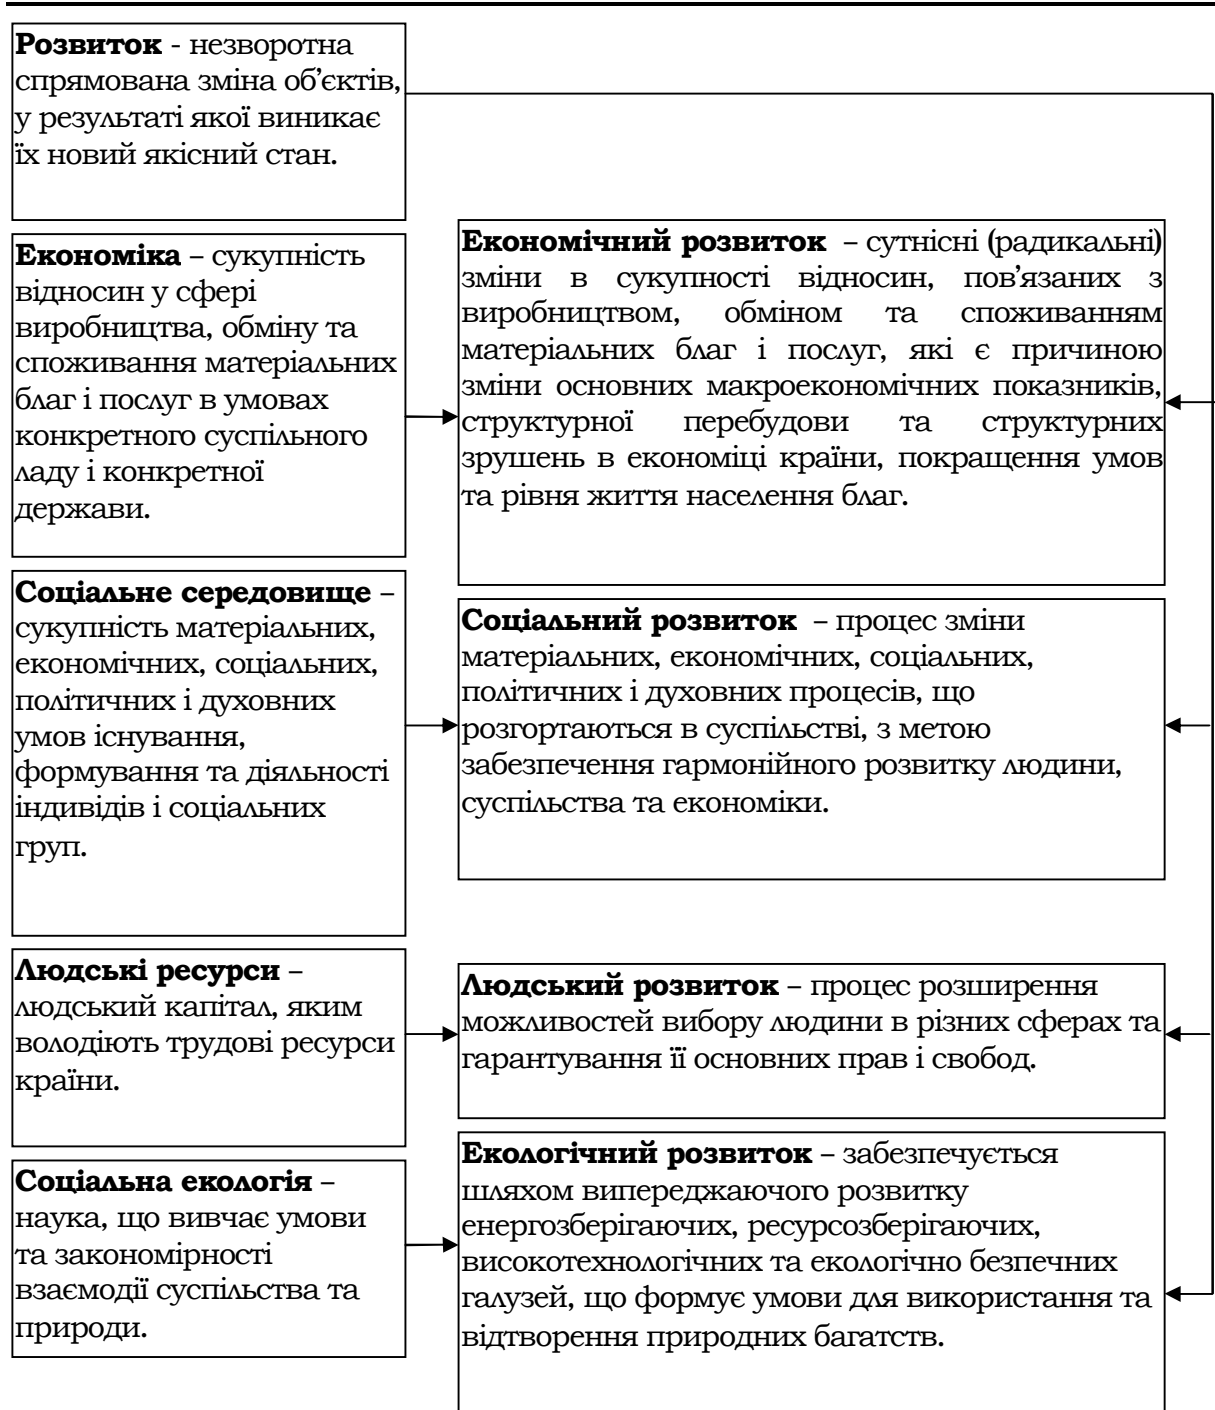 Розвиток - незворотна
спрямована зміна об’єктів,
у результаті якої виникає
їх новий якісний стан.
Економіка – сукупність
відносин у сфері
виробництва, обміну та
споживання матеріальних
благ і послуг в умовах
конкретного суспільного
ладу і конкретної
держави.
Економічний розвиток – сутнісні (радикальні)
зміни в сукупності відносин, пов’язаних з
виробництвом, обміном та споживанням
матеріальних благ і послуг, які є причиною
зміни основних макроекономічних показників,
структурної перебудови та структурних
зрушень в економіці країни, покращення умов
та рівня життя населення благ.
Соціальне середовище –
сукупність матеріальних,
економічних, соціальних,
політичних і духовних
умов існування,
формування та діяльності
індивідів і соціальних
груп.
Соціальний розвиток – процес зміни
матеріальних, економічних, соціальних,
політичних і духовних процесів, що
розгортаються в суспільстві, з метою
забезпечення гармонійного розвитку людини,
суспільства та економіки.
Людські ресурси –
людський капітал, яким
володіють трудові ресурси
країни.
Людський розвиток – процес розширення
можливостей вибору людини в різних сферах та
гарантування її основних прав і свобод.
Соціальна екологія –
наука, що вивчає умови
та закономірності
взаємодії суспільства та
природи.
Екологічний розвиток – забезпечується
шляхом випереджаючого розвитку
енергозберігаючих, ресурсозберігаючих,
високотехнологічних та екологічно безпечних
галузей, що формує умови для використання та
відтворення природних багатств.